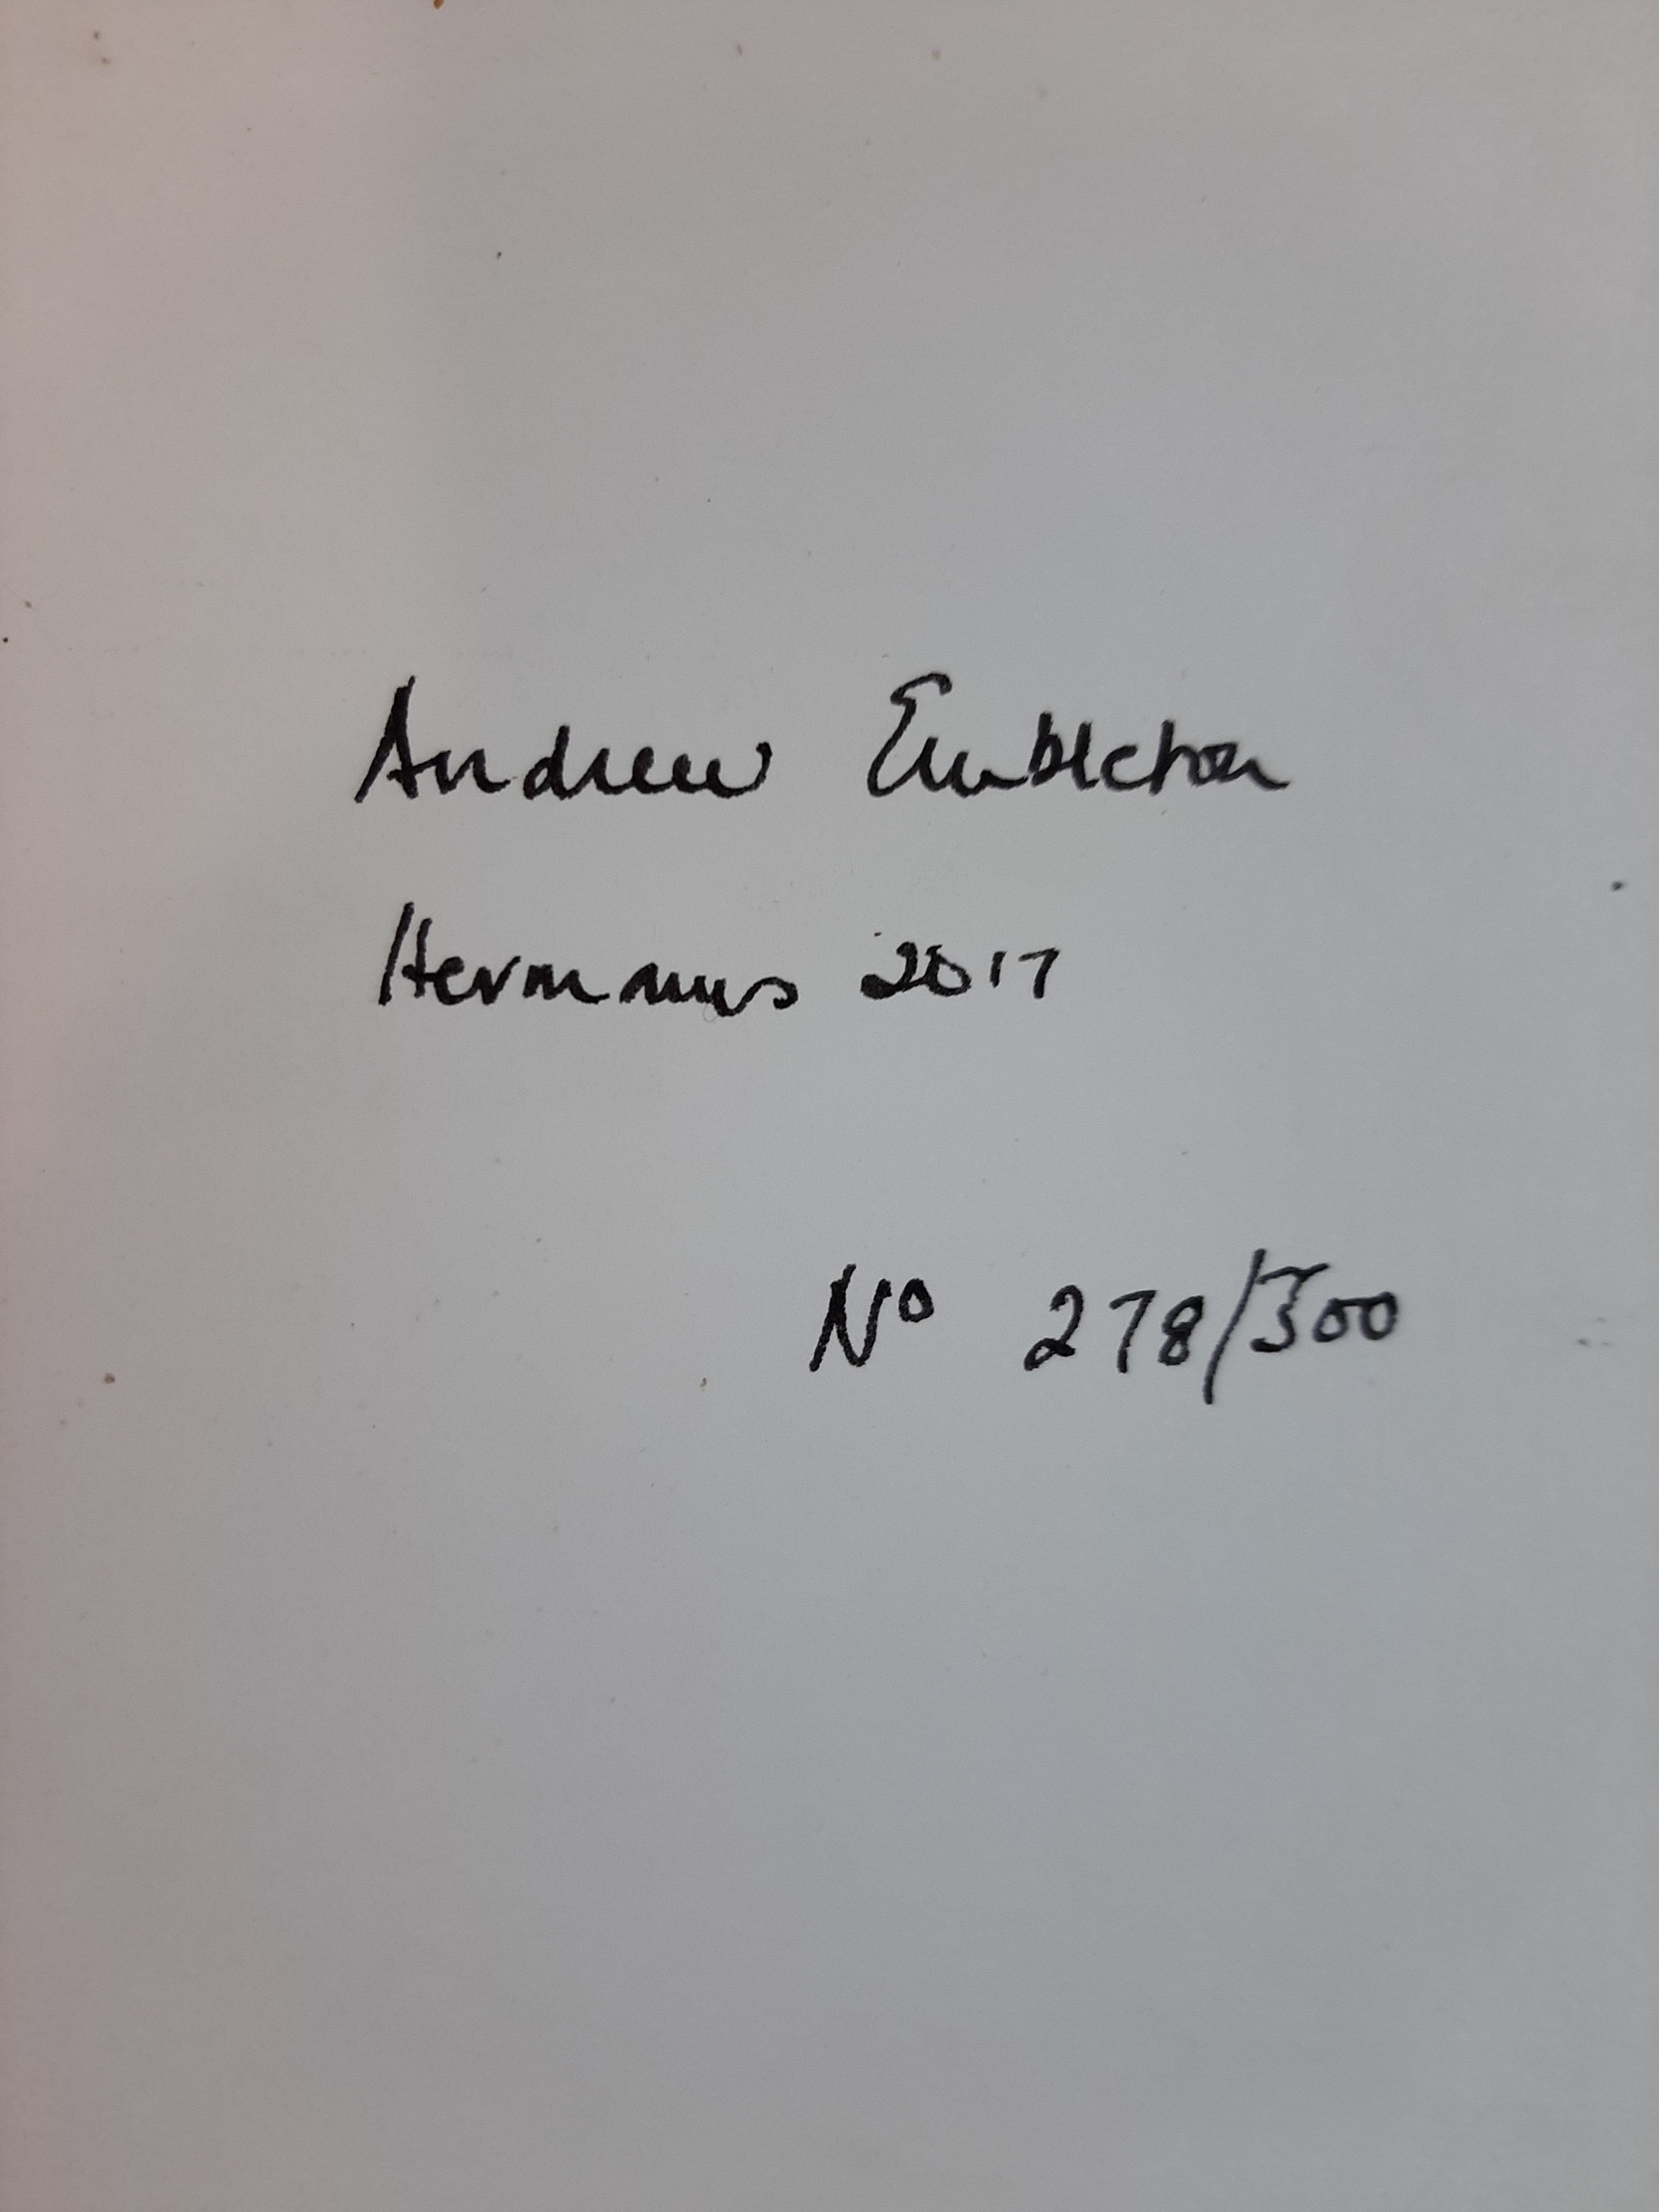 Andrew Embleton
Hermanus 2017
Nº 278/300